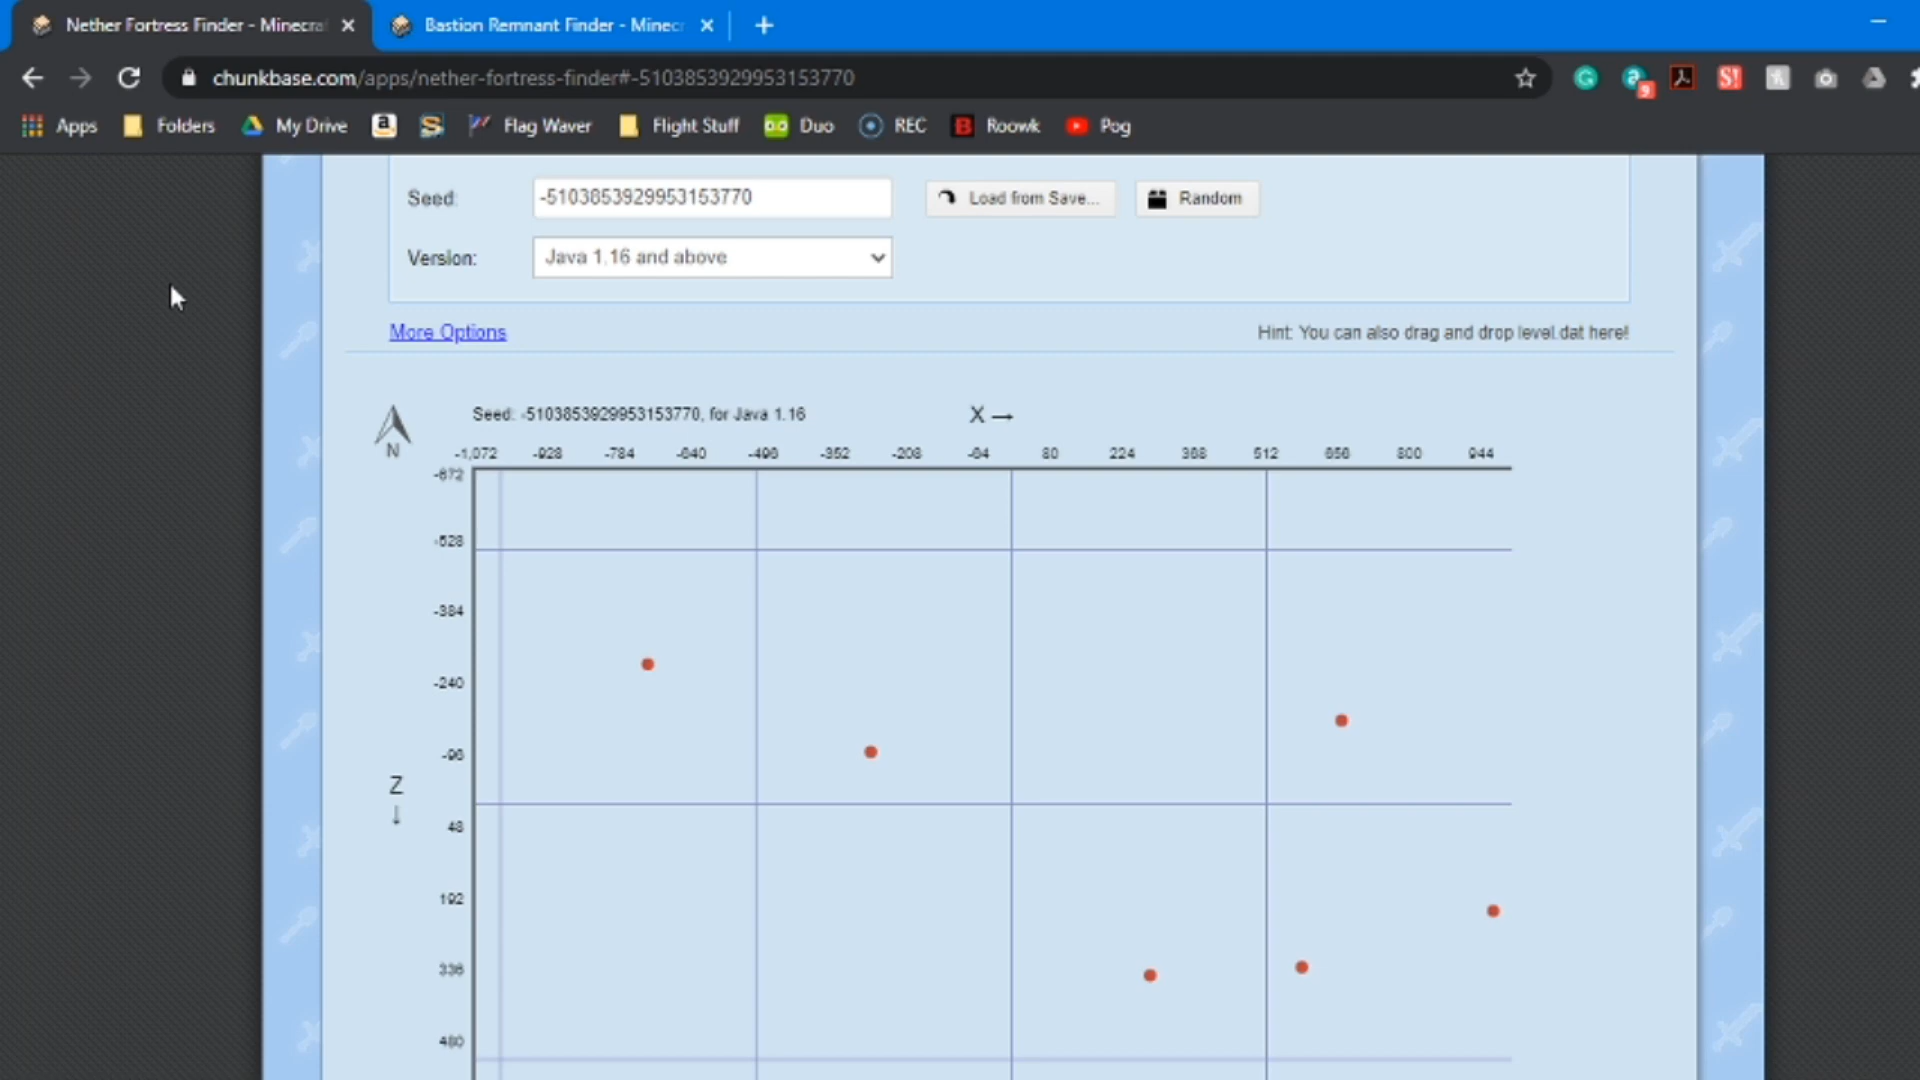 Nether Fortress Finder - Minecra
Bastion Remnant Finder - Minec
chunkbase.com/apps/nether-fortress-finder#-5103853929953153770
9
S!
Apps
Folders
My Drive
a
S
Flag Waver
Flight Stuff
Duo
REC
B
Roowk
Pog
Seed:
-5103853929953153770
Load from Save...
Random
Version:
Java 1.16 and above
More Options
Hint: You can also drag and drop level.dat here!
N
Seed: -5103853929953153770, for Java 1.16
X →
-1,072 -928 -784 -640 -496 -352 -208 -64 80 224 368 512 656 800 944
-672
-528
-384
-240
-96
Z
↓
48
192
336
480